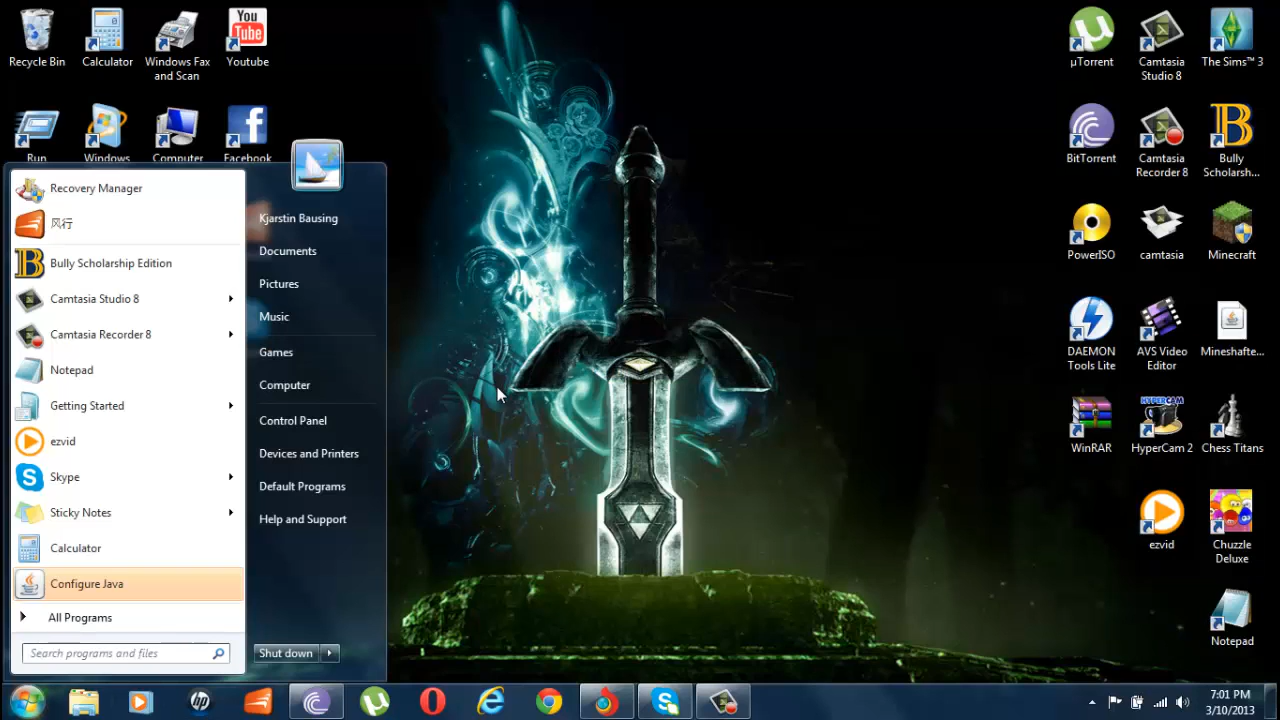 Recycle Bin
Calculator
Windows Fax
and Scan
You
Tube
Youtube
Run
Windows
Computer
f
Facebook
µTorrent
Camtasia
Studio 8
The Sims™ 3
BitTorrent
Camtasia
Recorder 8
B
Bully
Scholarsh...
PowerISO
camtasia
Minecraft
DAEMON
Tools Lite
AVS Video
Editor
Mineshafte...
WinRAR
HYPERCAM
HyperCam 2
Chess Titans
ezvid
Chuzzle
Deluxe
Notepad
Recovery Manager
风行
B
Bully Scholarship Edition
Camtasia Studio 8
Camtasia Recorder 8
Notepad
Getting Started
ezvid
S
Skype
Sticky Notes
Calculator
Configure Java
All Programs
Search programs and files
Kjarstin Bausing
Documents
Pictures
Music
Games
Computer
Control Panel
Devices and Printers
Default Programs
Help and Support
Shut down
hp
7:01 PM
3/10/2013